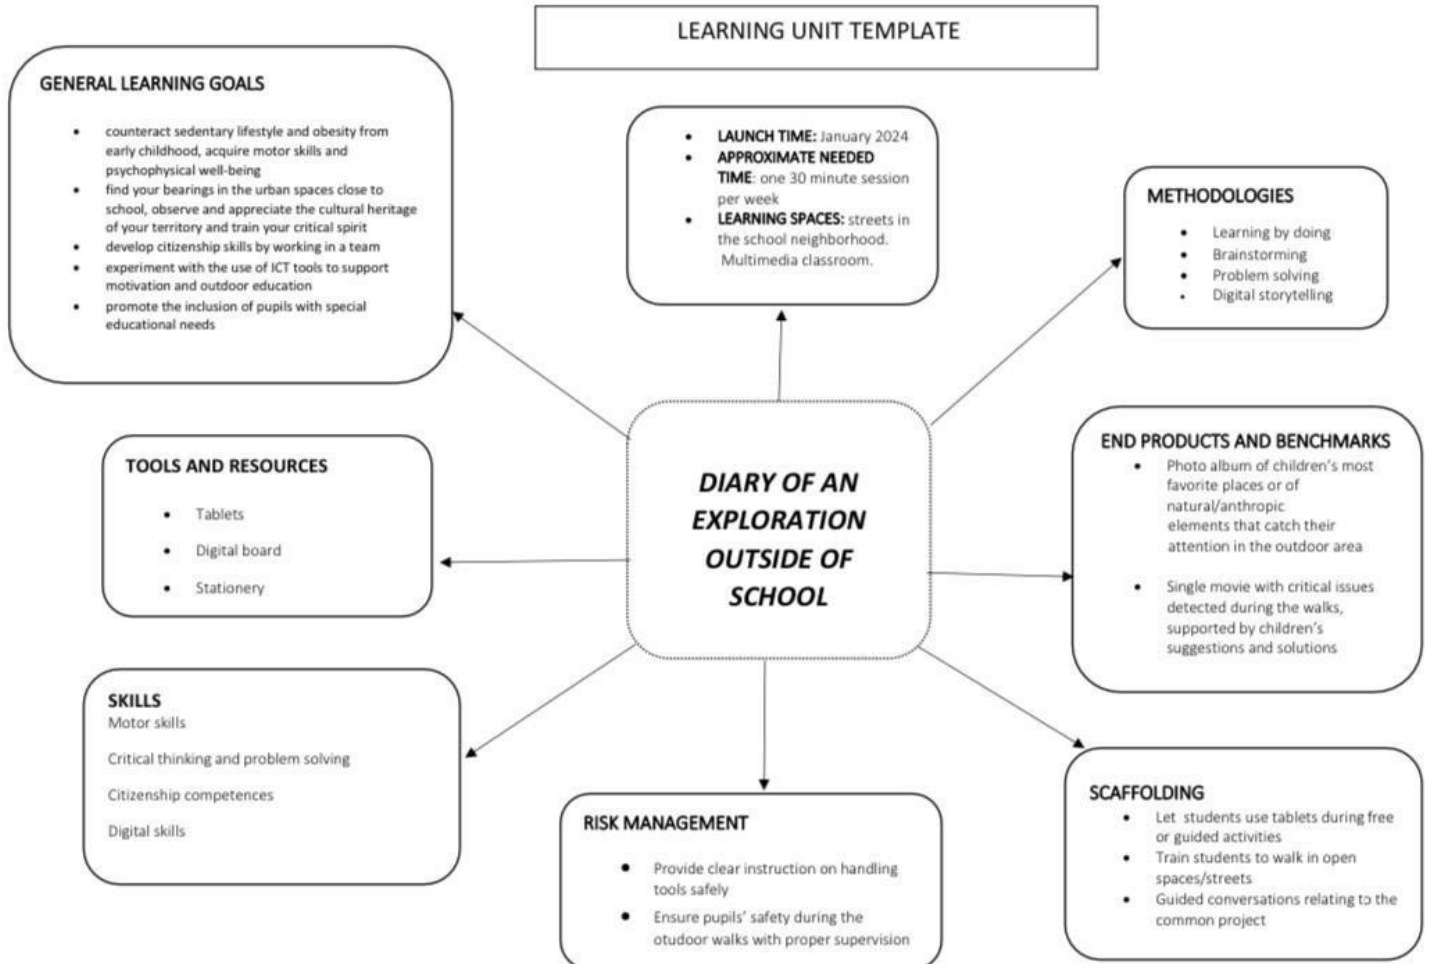 LEARNING UNIT TEMPLATE
GENERAL LEARNING GOALS
• counteract sedentary lifestyle and obesity from
early childhood, acquire motor skills and
psychophysical well-being
• find your bearings in the urban spaces close to
school, observe and appreciate the cultural heritage
of your territory and train your critical spirit
• develop citizenship skills by working in a team
• experiment with the use of ICT tools to support
motivation and outdoor education
• promote the inclusion of pupils with special
educational needs
• LAUNCH TIME: January 2024
• APPROXIMATE NEEDED
TIME: one 30 minute session
per week
• LEARNING SPACES: streets in
the school neighborhood.
Multimedia classroom.
METHODOLOGIES
• Learning by doing
• Brainstorming
• Problem solving
• Digital storytelling
TOOLS AND RESOURCES
• Tablets
• Digital board
• Stationery
DIARY OF AN
EXPLORATION
OUTSIDE OF
SCHOOL
END PRODUCTS AND BENCHMARKS
• Photo album of children's most
favorite places or of
natural/anthropic
elements that catch their
attention in the outdoor area
• Single movie with critical issues
detected during the walks,
supported by children's
suggestions and solutions
SKILLS
Motor skills
Critical thinking and problem solving
Citizenship competences
Digital skills
RISK MANAGEMENT
• Provide clear instruction on handling
tools safely
• Ensure pupils' safety during the
otudoor walks with proper supervision
SCAFFOLDING
• Let students use tablets during free
or guided activities
• Train students to walk in open
spaces/streets
• Guided conversations relating to the
common project